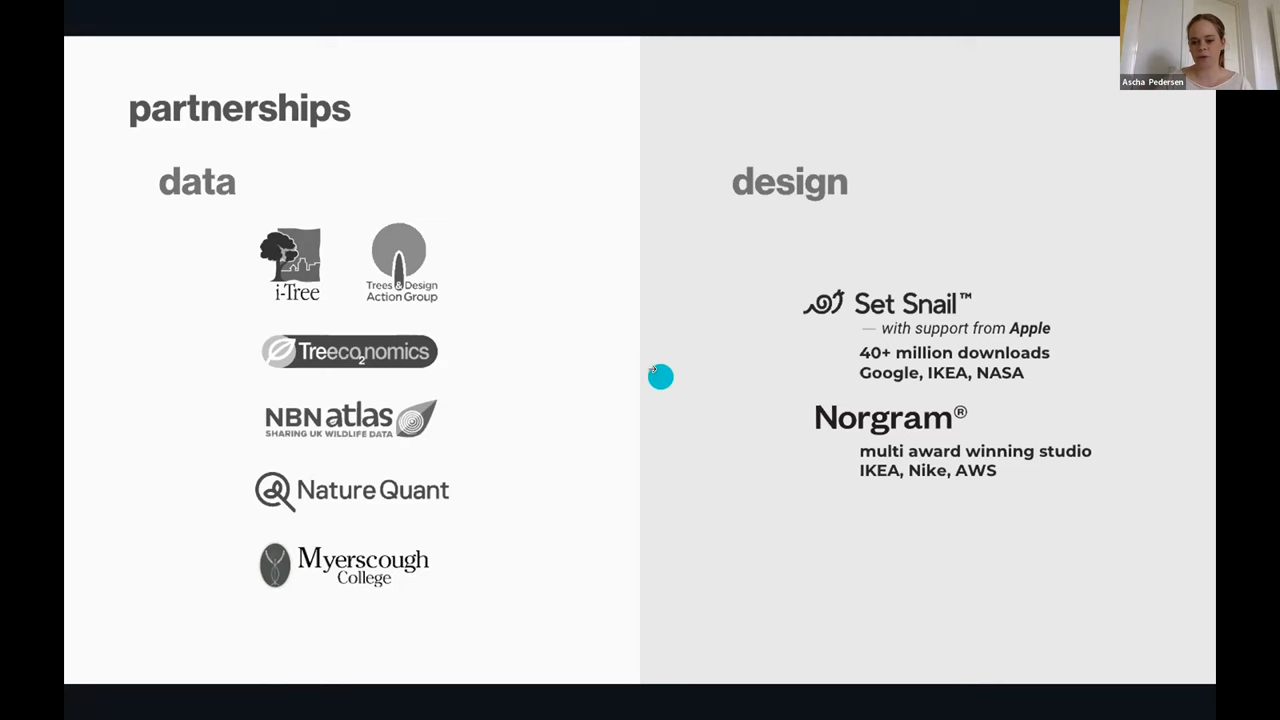 partnerships
data
i-Tree
Trees & Design
Action Group
Treeco2nomics
NBN atlas
SHARING UK WILDLIFE DATA
Nature Quant
Myerscough
College
design
Set Snail™
— with support from Apple
40+ million downloads
Google, IKEA, NASA
Norgram®
multi award winning studio
IKEA, Nike, AWS
Ascha Pedersen